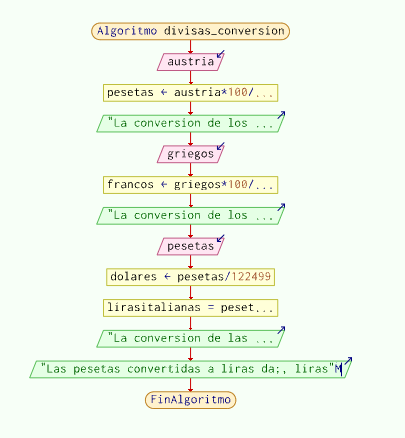 Algoritmo divisas_conversion
austria
pesetas ← austria*100/...
"La conversion de los ...
griegos
francos ← griegos*100/...
"La conversion de los ...
pesetas
dolares ← pesetas/122499
lirasitalianas = peset...
"La conversion de las ...
"Las pesetas convertidas a liras da;, liras"M
FinAlgoritmo